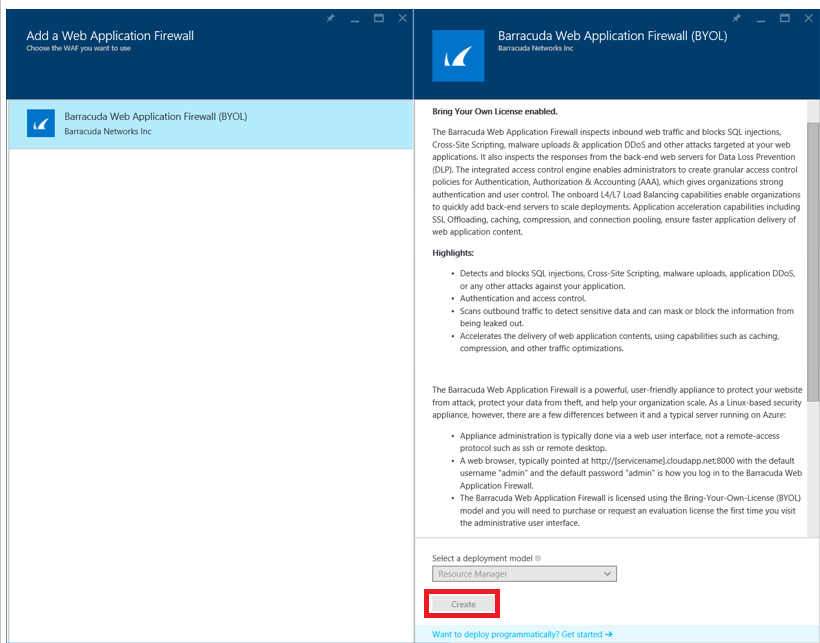 Add a Web Application Firewall
Choose the WAF you want to use
Barracuda Web Application Firewall (BYOL)
Barracuda Networks Inc
Barracuda Web Application Firewall (BYOL)
Barracuda Networks Inc
Bring Your Own License enabled.
The Barracuda Web Application Firewall inspects inbound web traffic and blocks SQL injections,
Cross-Site Scripting, malware uploads & application DDoS and other attacks targeted at your web
applications. It also inspects the responses from the back-end web servers for Data Loss Prevention
(DLP). The integrated access control engine enables administrators to create granular access control
policies for Authentication, Authorization & Accounting (AAA), which gives organizations strong
authentication and user control. The onboard L4/L7 Load Balancing capabilities enable organizations
to quickly add back-end servers to scale deployments. Application acceleration capabilities including
SSL Offloading, caching, compression, and connection pooling, ensure faster application delivery of
web application content.
Highlights:
• Detects and blocks SQL injections, Cross-Site Scripting, malware uploads, application DDoS,
or any other attacks against your application.
• Authentication and access control.
• Scans outbound traffic to detect sensitive data and can mask or block the information from
being leaked out.
• Accelerates the delivery of web application contents, using capabilities such as caching,
compression, and other traffic optimizations.
The Barracuda Web Application Firewall is a powerful, user-friendly appliance to protect your website
from attack, protect your data from theft, and help your organization scale. As a Linux-based security
appliance, however, there are a few differences between it and a typical server running on Azure:
• Appliance administration is typically done via a web user interface, not a remote-access
protocol such as ssh or remote desktop.
• A web browser, typically pointed at http://[servicename].cloudapp.net:8000 with the default
username "admin" and the default password "admin" is how you log in to the Barracuda Web
Application Firewall.
• The Barracuda Web Application Firewall is licensed using the Bring-Your-Own-License (BYOL)
model and you will need to purchase or request an evaluation license the first time you visit
the administrative user interface.
Select a deployment model
Resource Manager
Create
Want to deploy programmatically? Get started →